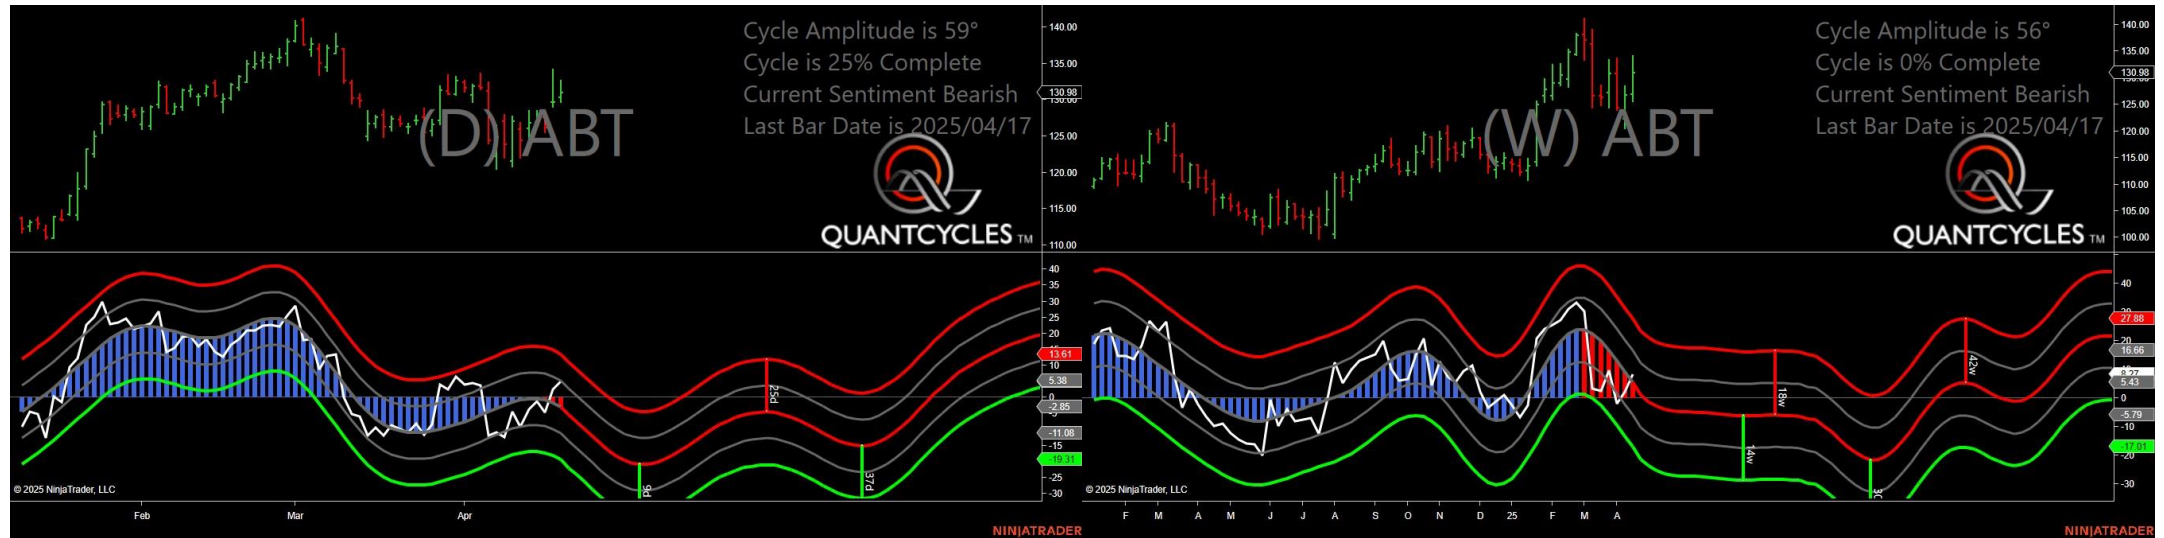 Cycle Amplitude is 59°
Cycle is 25% Complete
Current Sentiment Bearish
Last Bar Date is 2025/04/17
(D) ABT
QUANTCYCLES TM
140.00
135.00
130.98
130.00
125.00
120.00
115.00
110.00
40
35
30
25
20
13.61
5.38
0
-2.85
-11.08
-15
-19.31
-25
-30
25d
9d
37d
© 2025 NinjaTrader, LLC
Feb Mar Apr
NINJATRADER
Cycle Amplitude is 56°
Cycle is 0% Complete
Current Sentiment Bearish
Last Bar Date is 2025/04/17
(W) ABT
QUANTCYCLES TM
140.00
135.00
130.98
125.00
120.00
115.00
110.00
105.00
100.00
40
27.88
20
16.66
8.27
5.43
0
-5.79
-10
-17.01
-20
-30
18w
42w
14w
© 2025 NinjaTrader, LLC
F M A M J J A S O N D 25 F M A
NINJATRADER